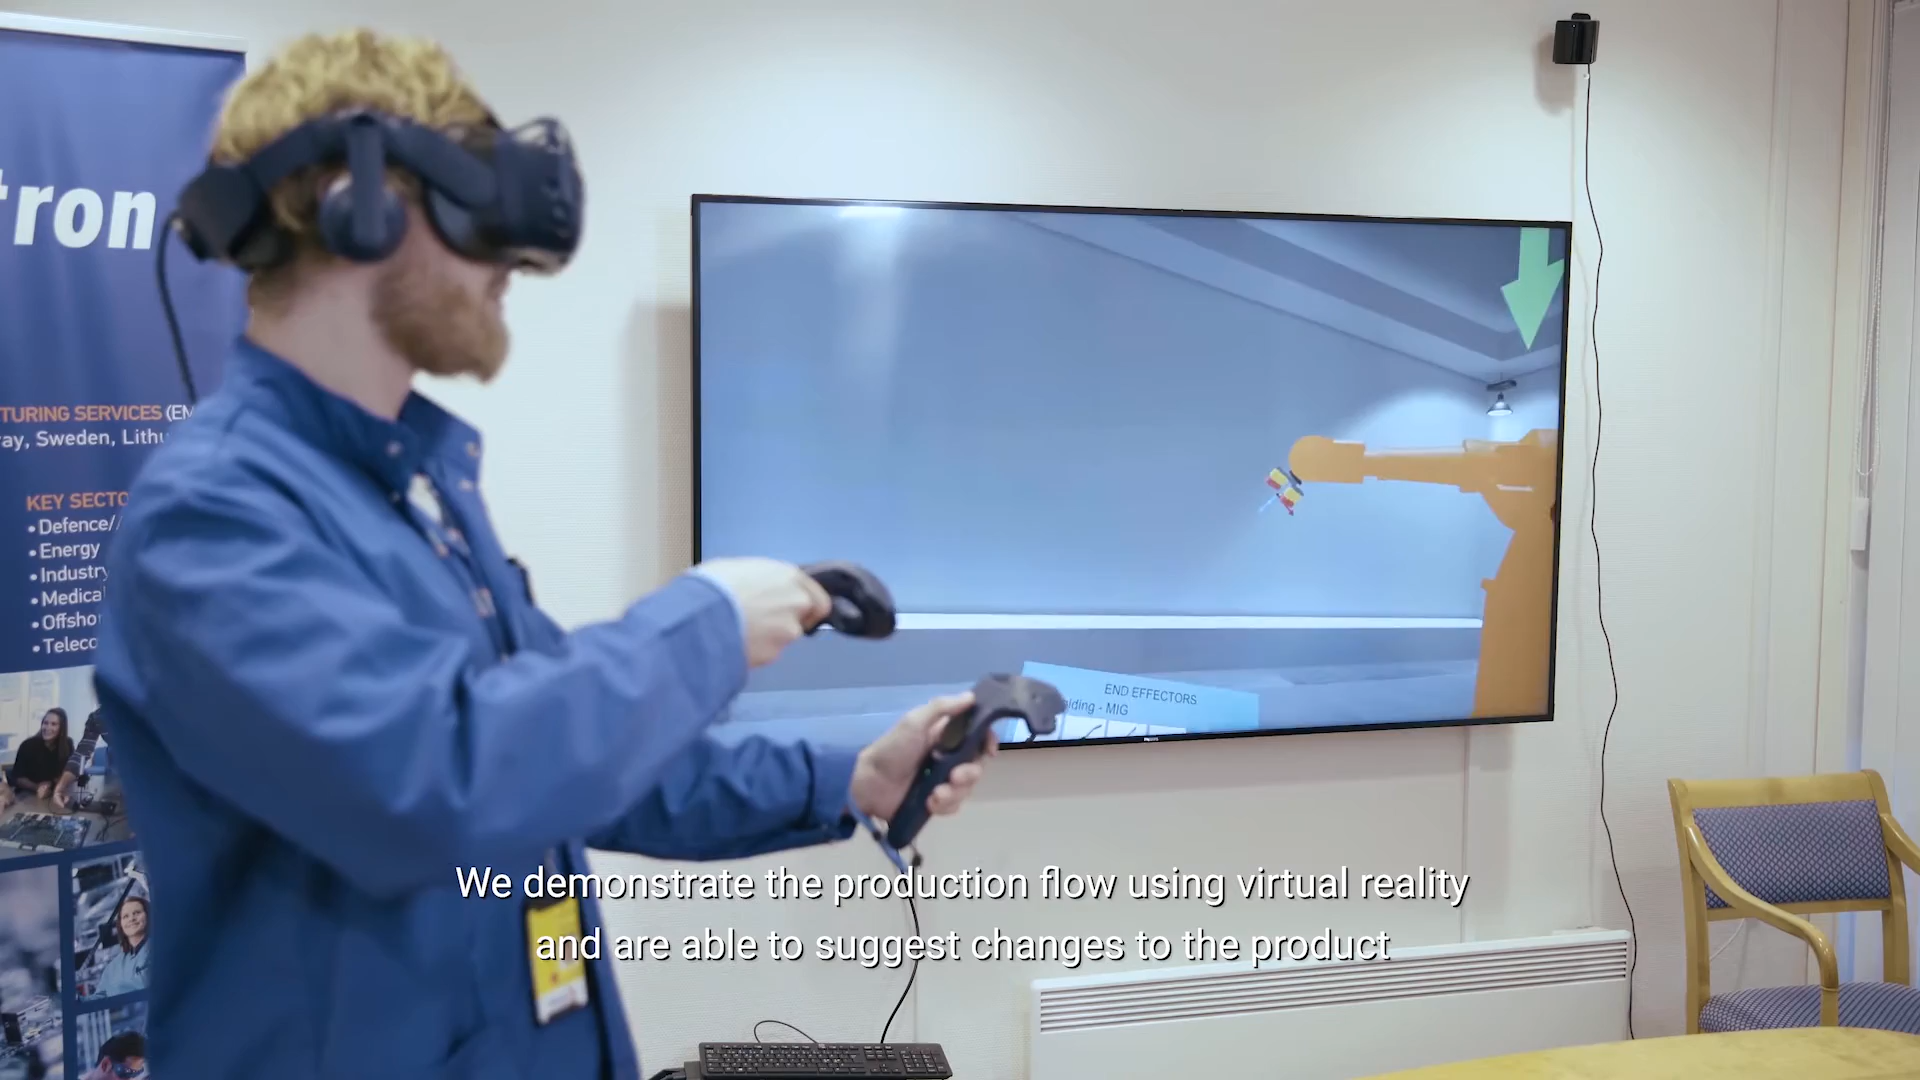 tron
TURING SERVICES (EM
ay, Sweden, Lithu
KEY SECTO
• Defence/
• Energy
• Industry
• Medical
• Offsho
• Teleco
END EFFECTORS
lding - MIG
We demonstrate the production flow using virtual reality
and are able to suggest changes to the product